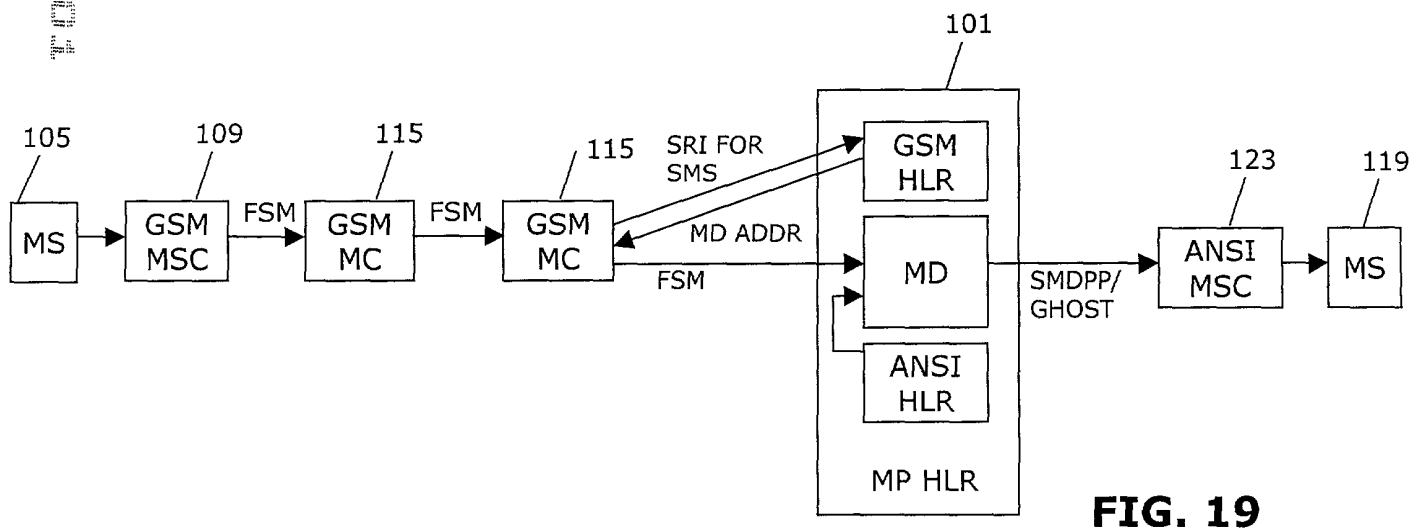 101
105
109
115
115
123
119
MS
GSM
MSC
FSM
GSM
MC
FSM
GSM
MC
SRI FOR
SMS
MD ADDR
FSM
GSM
HLR
MD
ANSI
HLR
MP HLR
SMDPP/
GHOST
ANSI
MSC
MS
FIG. 19